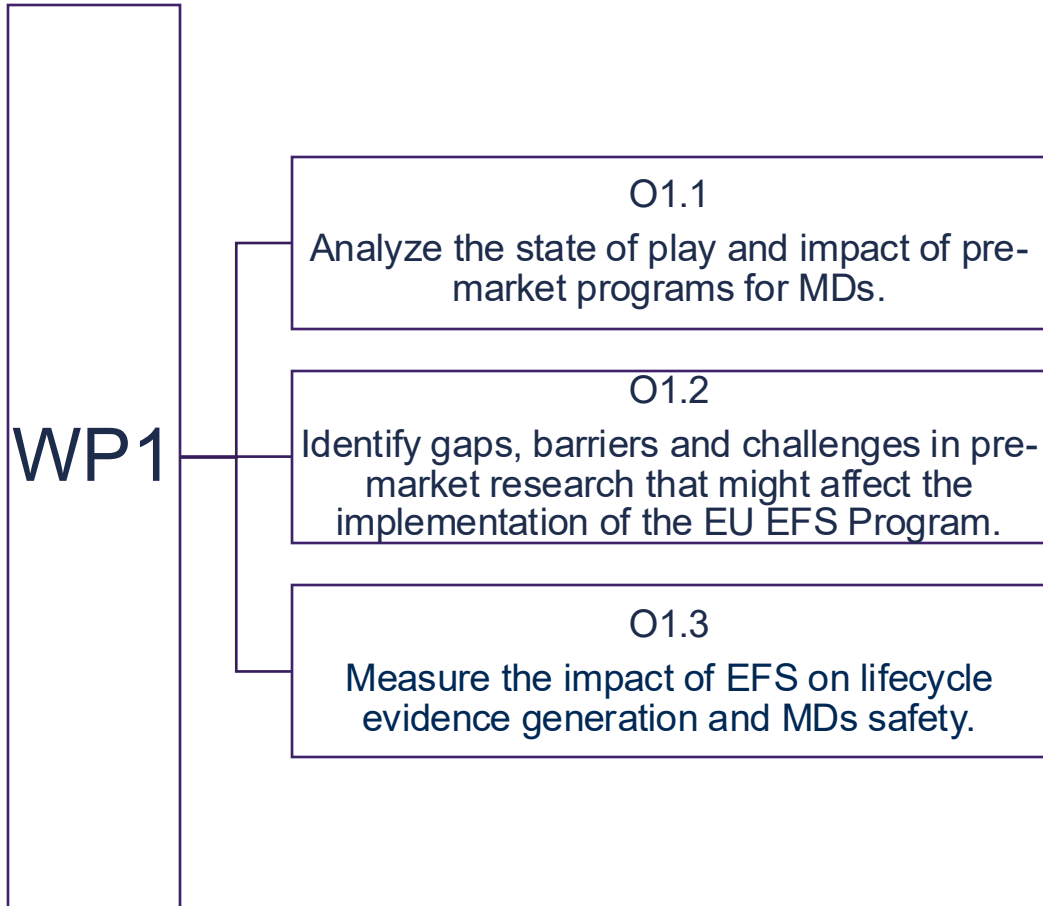 WP1
O1.1
Analyze the state of play and impact of pre-
market programs for MDs.
O1.2
Identify gaps, barriers and challenges in pre-
market research that might affect the
implementation of the EU EFS Program.
O1.3
Measure the impact of EFS on lifecycle
evidence generation and MDs safety.